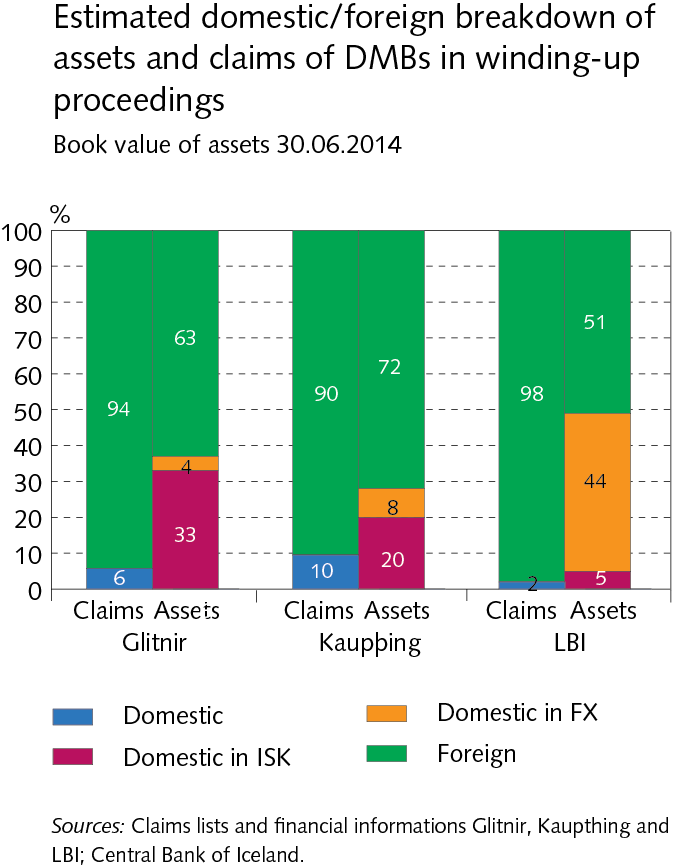 Estimated domestic/foreign breakdown of
assets and claims of DMBs in winding-up
proceedings
Book value of assets 30.06.2014
%
100
90
80
70
60
50
40
30
20
10
0
94
6
63
4
33
90
10
72
8
20
98
2
51
44
5
Claims Assets Claims Assets Claims Assets
Glitnir Kaupþing LBI
Domestic Domestic in FX
Domestic in ISK Foreign
Sources: Claims lists and financial informations Glitnir, Kaupthing and
LBI; Central Bank of Iceland.